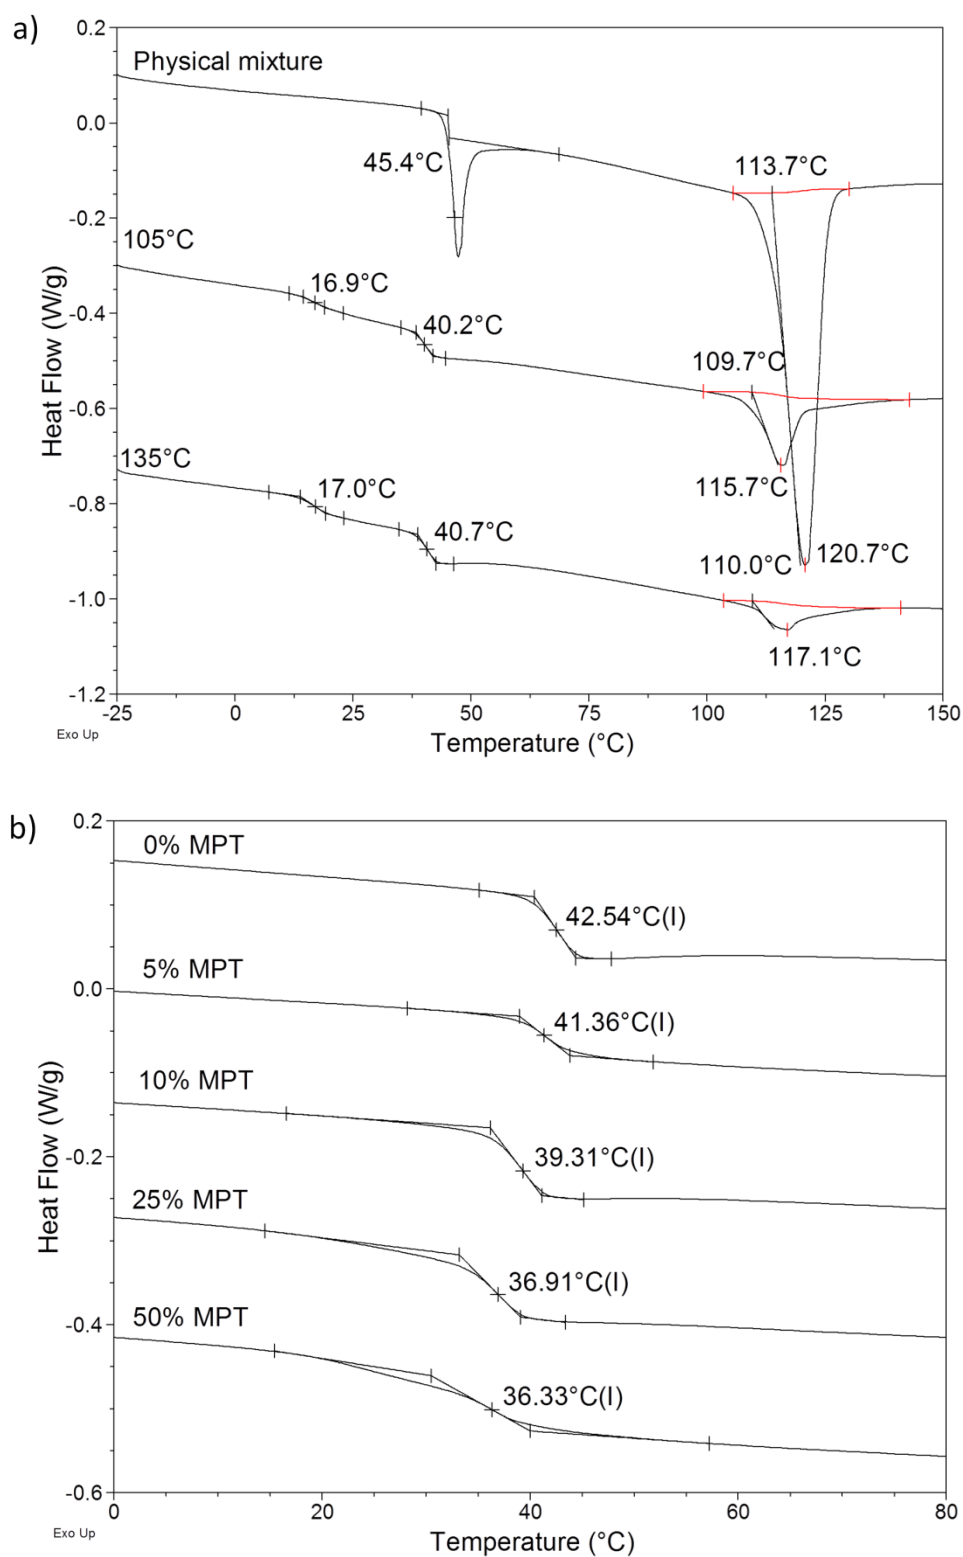 a)
0.2
Physical mixture
0.0
45.4°C
113.7°C
-0.2
105°C
16.9°C
-0.4
40.2°C
109.7°C
Heat Flow (W/g)
-0.6
135°C
17.0°C
115.7°C
-0.8
40.7°C
110.0°C
120.7°C
-1.0
117.1°C
-1.2
-25 0 25 50 75 100 125 150
Exo Up
Temperature (°C)
b)
0.2
0% MPT
42.54°C(I)
5% MPT
0.0
41.36°C(I)
10% MPT
Heat Flow (W/g)
39.31°C(I)
-0.2
25% MPT
36.91°C(I)
50% MPT
-0.4
36.33°C(I)
-0.6
0 20 40 60 80
Exo Up
Temperature (°C)